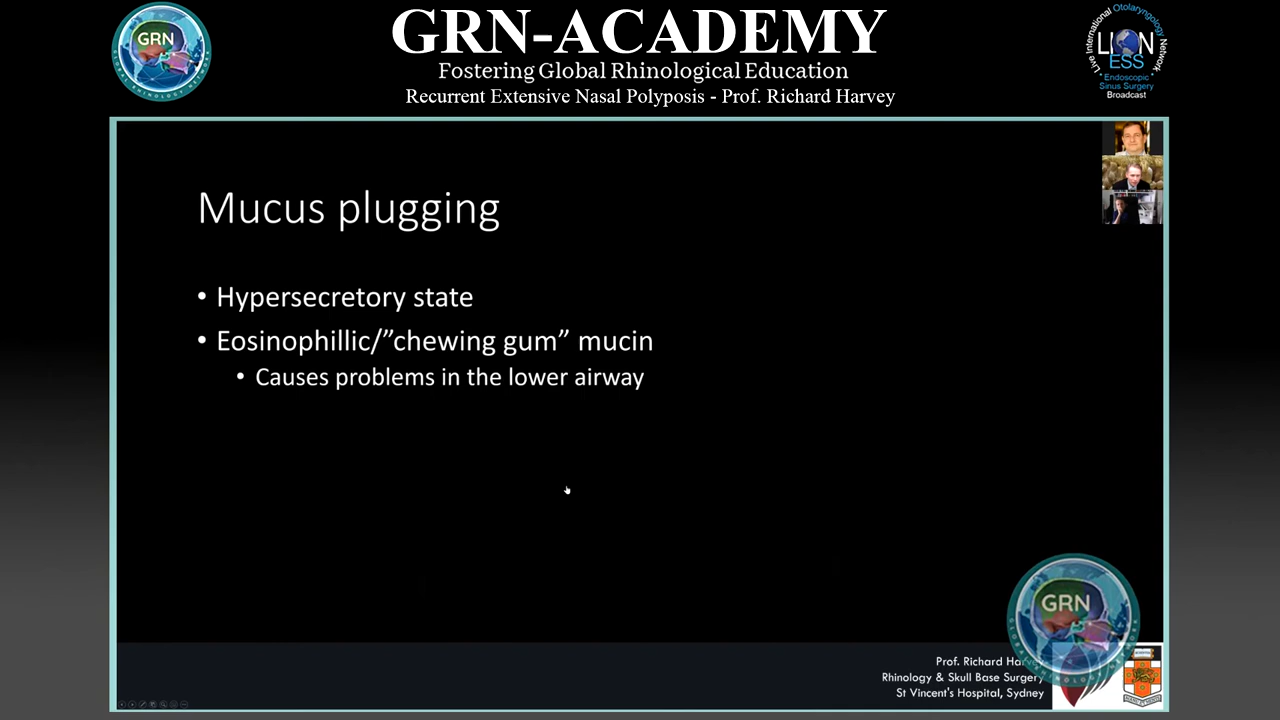 GRN
GRN-ACADEMY
Fostering Global Rhinological Education
Recurrent Extensive Nasal Polyposis - Prof. Richard Harvey
Live International Otolaryngology Network
LION
ESS
• Endoscopic •
Sinus Surgery
Broadcast
Mucus plugging
• Hypersecretory state
• Eosinophillic/”chewing gum” mucin
• Causes problems in the lower airway
GRN
Prof. Richard Harvey
Rhinology & Skull Base Surgery
St Vincent's Hospital, Sydney